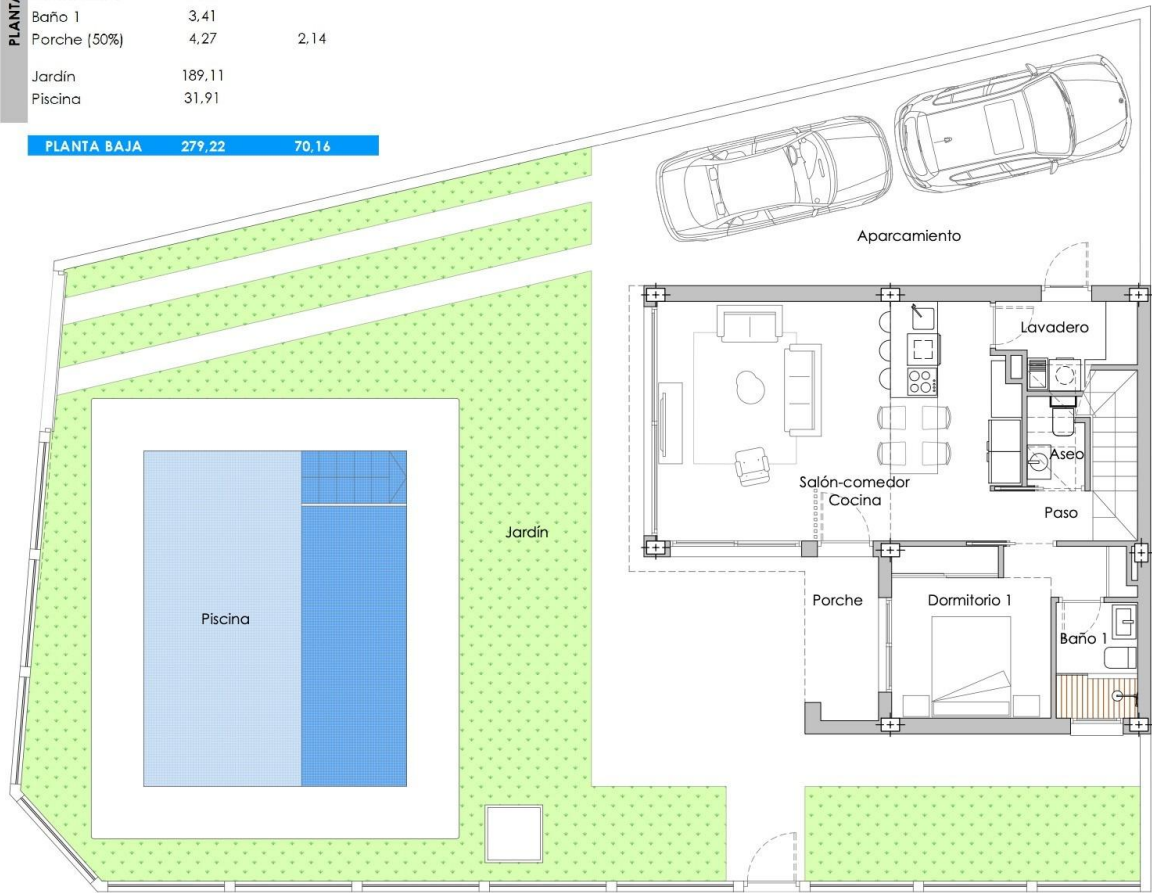 PLANTA
Baño 1 3,41
Porche (50%) 4,27 2,14
Jardín 189,11
Piscina 31,91
PLANTA BAJA 279,22 70,16
Aparcamiento
Lavadero
Aseo
Salón-comedor
Cocina
Paso
Jardín
Porche
Dormitorio 1
Piscina
Baño 1